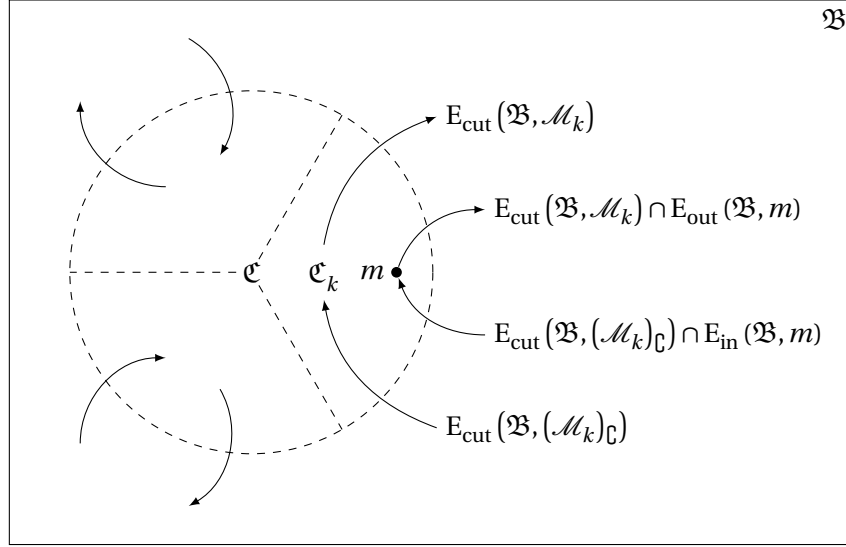 𝔅
E_cut(𝔅, ℳ_k)
E_cut(𝔅, ℳ_k) ∩ E_out(𝔅, m)
ℭ ℭ_k m
E_cut(𝔅, (ℳ_k)_∁) ∩ E_in(𝔅, m)
E_cut(𝔅, (ℳ_k)_∁)